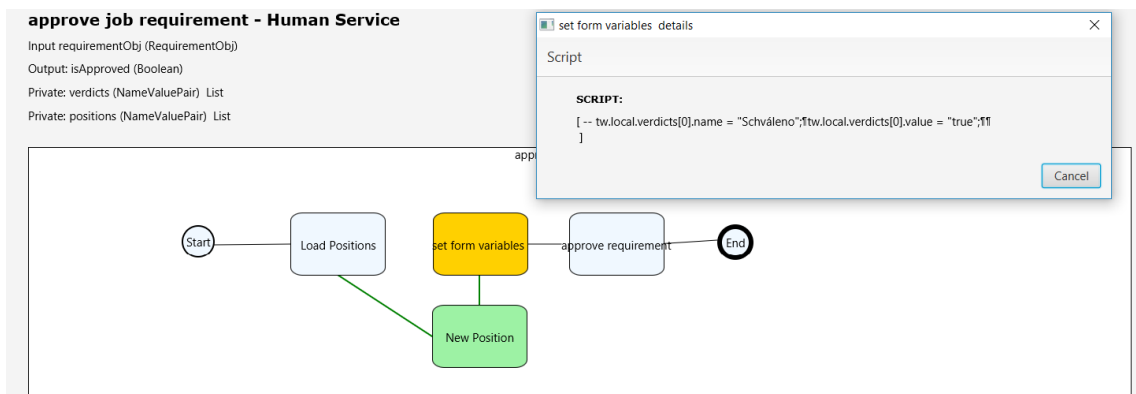 approve job requirement - Human Service
Input requirementObj (RequirementObj)
Output: isApproved (Boolean)
Private: verdicts (NameValuePair)  List
Private: positions (NameValuePair)  List
set form variables  details
Script
SCRIPT:
[ -- tw.local.verdicts[0].name = "Schváleno";¶tw.local.verdicts[0].value = "true";¶¶
]
Cancel
Start
Load Positions
set form variables
approve requirement
End
New Position